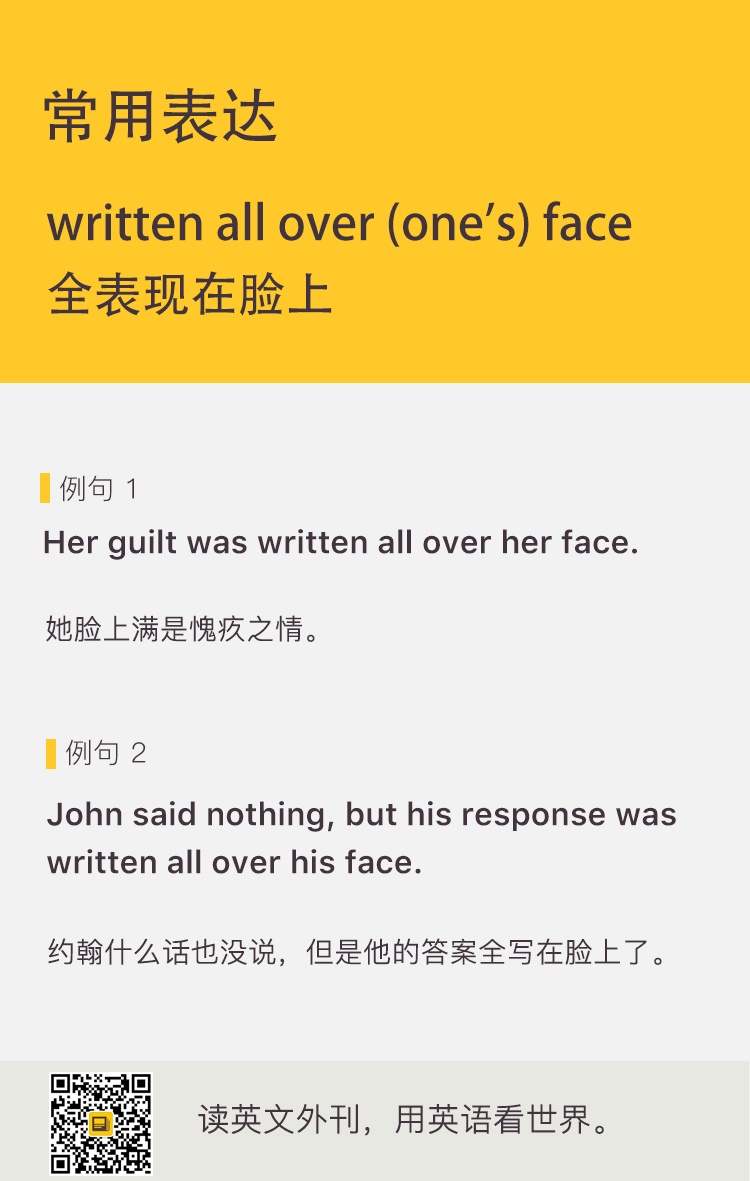 常用表达
written all over (one’s) face
全表现在脸上
例句 1
Her guilt was written all over her face.
她脸上满是愧疚之情。
例句 2
John said nothing, but his response was
written all over his face.
约翰什么话也没说，但是他的答案全写在脸上了。
读英文外刊，用英语看世界。